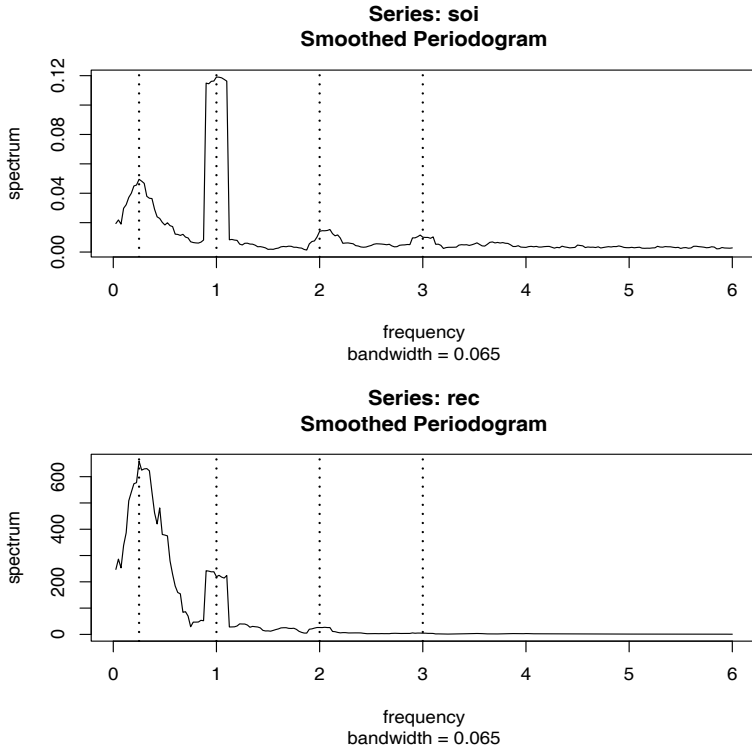 Series: soi
Smoothed Periodogram
spectrum
0.00 0.04 0.08 0.12
0 1 2 3 4 5 6
frequency
bandwidth = 0.065
Series: rec
Smoothed Periodogram
spectrum
0 200 400 600
0 1 2 3 4 5 6
frequency
bandwidth = 0.065